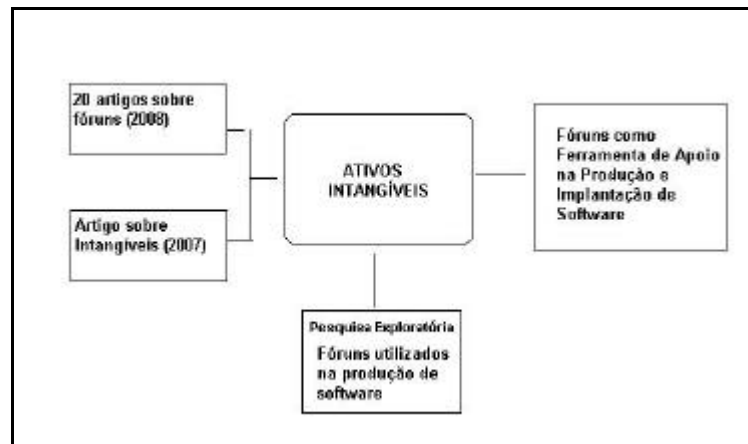 20 artigos sobre
fóruns (2008)
Artigo sobre
Intangíveis (2007)
ATIVOS
INTANGÍVEIS
Fóruns como
Ferramenta de Apoio
na Produção e
Implantação de
Software
Pesquisa Exploratória
Fóruns utilizados
na produção de
software